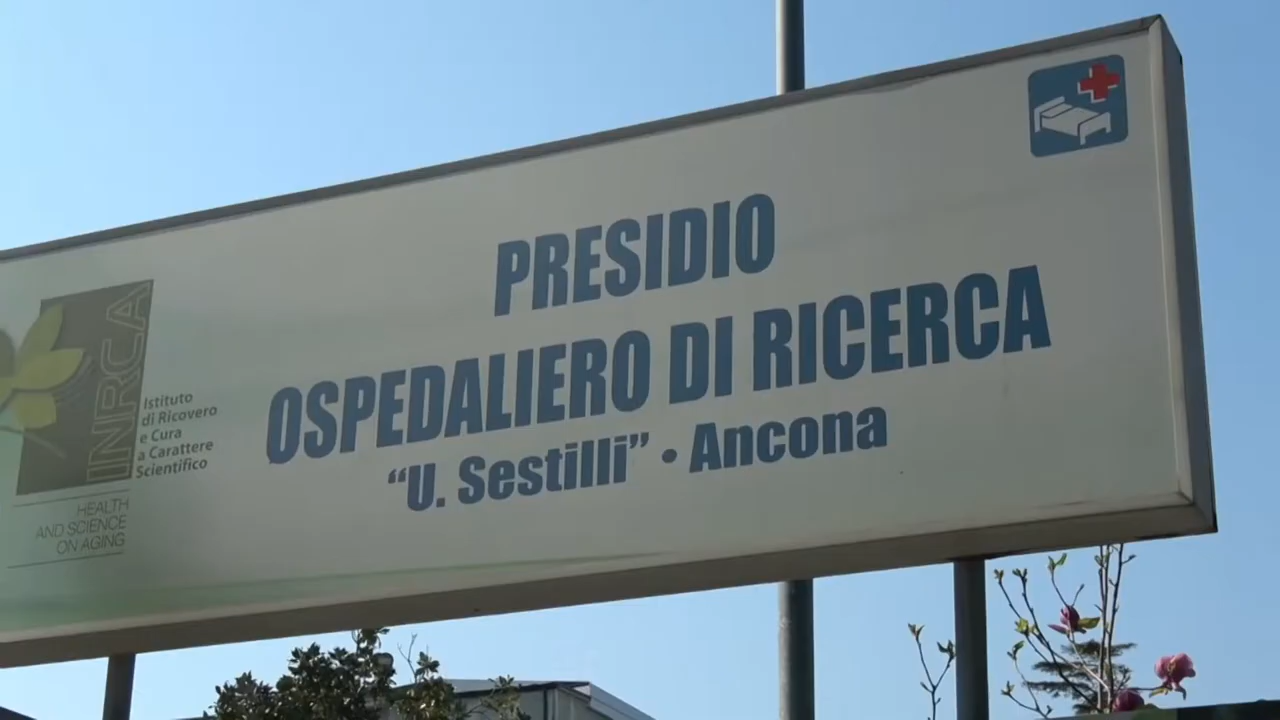 INRCA
Istituto
di Ricovero
e Cura
a Carattere
Scientifico
HEALTH
AND SCIENCE
ON AGING
PRESIDIO
OSPEDALIERO DI RICERCA
“U. Sestilli” • Ancona